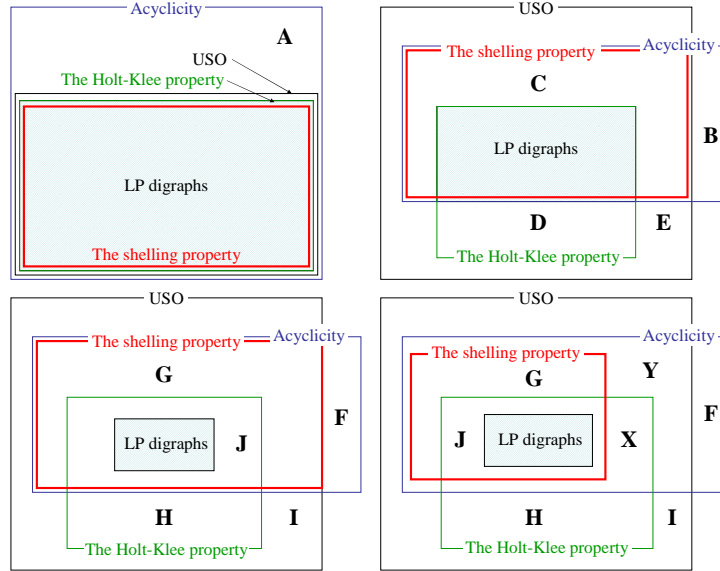 Acyclicity
A
USO
The Holt-Klee property
LP digraphs
The shelling property
USO
Acyclicity
The shelling property
C
B
LP digraphs
D
E
The Holt-Klee property
USO
Acyclicity
The shelling property
G
F
LP digraphs
J
H
I
The Holt-Klee property
USO
Acyclicity
The shelling property
Y
G
F
J
LP digraphs
X
H
I
The Holt-Klee property